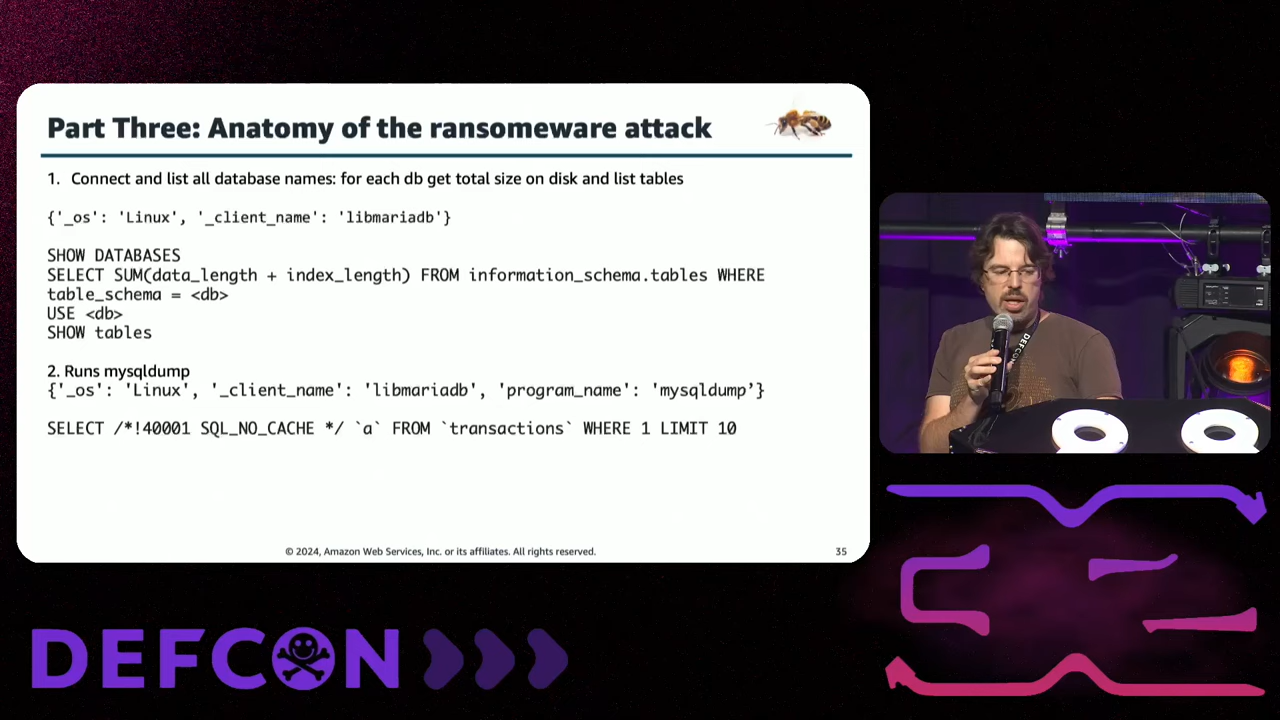 Part Three: Anatomy of the ransomeware attack
1. Connect and list all database names: for each db get total size on disk and list tables
{'_os': 'Linux', '_client_name': 'libmariadb'}
SHOW DATABASES
SELECT SUM(data_length + index_length) FROM information_schema.tables WHERE
table_schema = <db>
USE <db>
SHOW tables
2. Runs mysqldump
{'_os': 'Linux', '_client_name': 'libmariadb', 'program_name': 'mysqldump’}
SELECT /*!40001 SQL_NO_CACHE */ `a` FROM `transactions` WHERE 1 LIMIT 10
© 2024, Amazon Web Services, Inc. or its affiliates. All rights reserved.
35
DEFCON
DEFCON